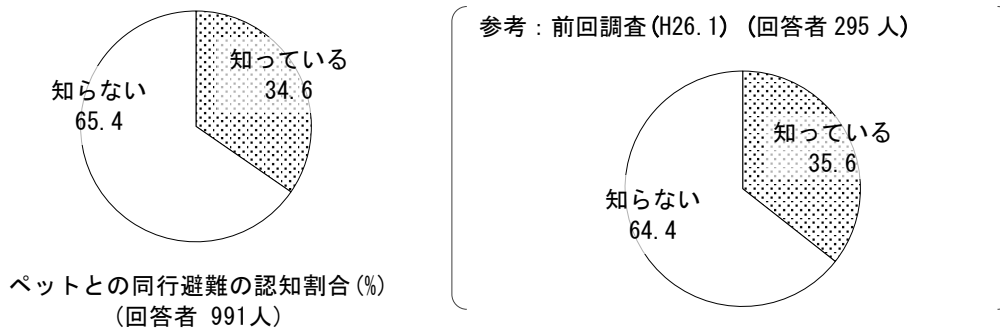 知っている
34.6
知らない
65.4
ペットとの同行避難の認知割合(%)
(回答者 991人)
参考：前回調査(H26.1) (回答者 295 人)
知っている
35.6
知らない
64.4